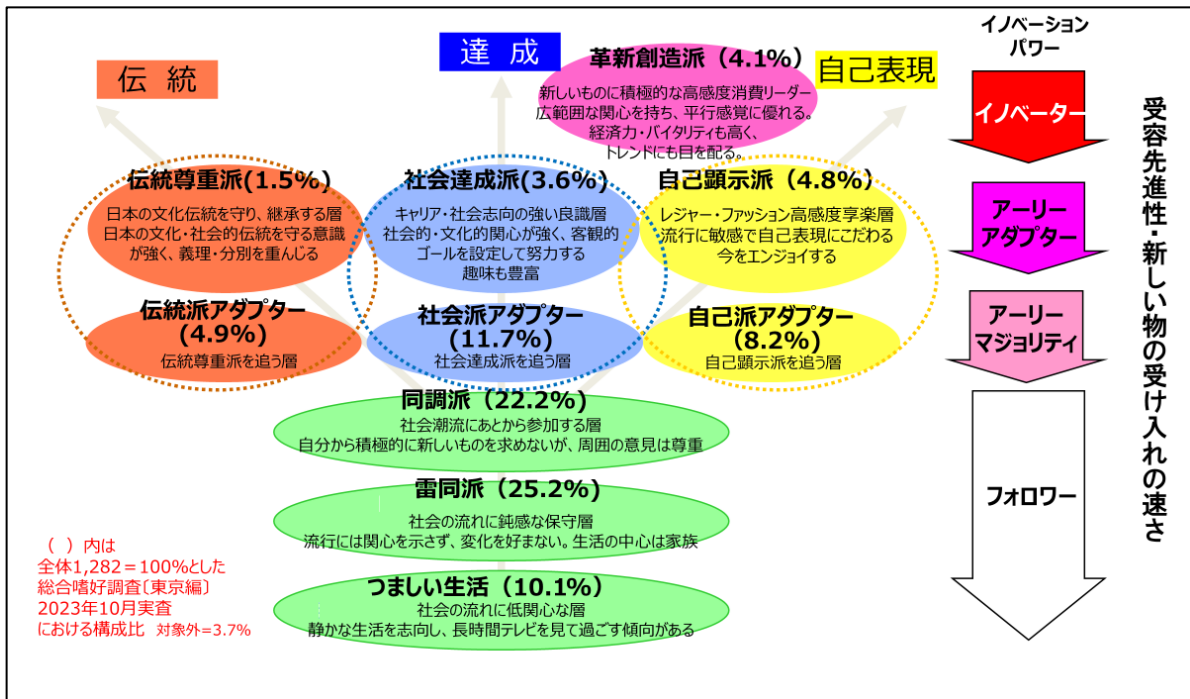 イノベーション
パワー
伝 統
達 成
自己表現
革新創造派（4.1%）
新しいものに積極的な高感度消費リーダー
広範囲な関心を持ち、平行感覚に優れる。
経済力・バイタリティも高く、
トレンドにも目を配る。
イノベーター
伝統尊重派(1.5%)
日本の文化伝統を守り、継承する層
日本の文化・社会的伝統を守る意識
が強く、義理・分別を重んじる
社会達成派(3.6%)
キャリア・社会志向の強い良識層
社会的・文化的関心が強く、客観的
ゴールを設定して努力する
趣味も豊富
自己顕示派（4.8%）
レジャー・ファッション高感度享楽層
流行に敏感で自己表現にこだわる
今をエンジョイする
アーリー
アダプター
伝統派アダプター
(4.9%)
伝統尊重派を追う層
社会派アダプター
(11.7%)
社会達成派を追う層
自己派アダプター
(8.2%)
自己顕示派を追う層
アーリー
マジョリティ
同調派（22.2%）
社会潮流にあとから参加する層
自分から積極的に新しいものを求めないが、周囲の意見は尊重
雷同派（25.2%)
社会の流れに鈍感な保守層
流行には関心を示さず、変化を好まない。生活の中心は家族
つましい生活（10.1%）
社会の流れに低関心な層
静かな生活を志向し、長時間テレビを見て過ごす傾向がある
フォロワー
受容先進性・新しい物の受け入れの速さ
（ ）内は
全体1,282＝100%とした
総合嗜好調査〔東京編〕
2023年10月実査
における構成比 対象外=3.7%